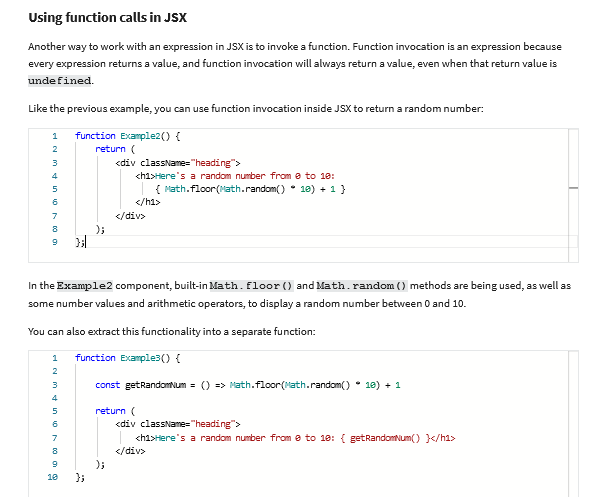 Using function calls in JSX
Another way to work with an expression in JSX is to invoke a function. Function invocation is an expression because
every expression returns a value, and function invocation will always return a value, even when that return value is
undefined.
Like the previous example, you can use function invocation inside JSX to return a random number:
1 function Example2() {
2 return (
3 <div className="heading">
4 <h1>Here's a random number from 0 to 10:
5 { Math.floor(Math.random() * 10) + 1 }
6 </h1>
7 </div>
8 );
9 };
In the Example2 component, built-in Math.floor() and Math.random() methods are being used, as well as
some number values and arithmetic operators, to display a random number between 0 and 10.
You can also extract this functionality into a separate function:
1 function Example3() {
2
3 const getRandomNum = () => Math.floor(Math.random() * 10) + 1
4
5 return (
6 <div className="heading">
7 <h1>Here's a random number from 0 to 10: { getRandomNum() }</h1>
8 </div>
9 );
10 };